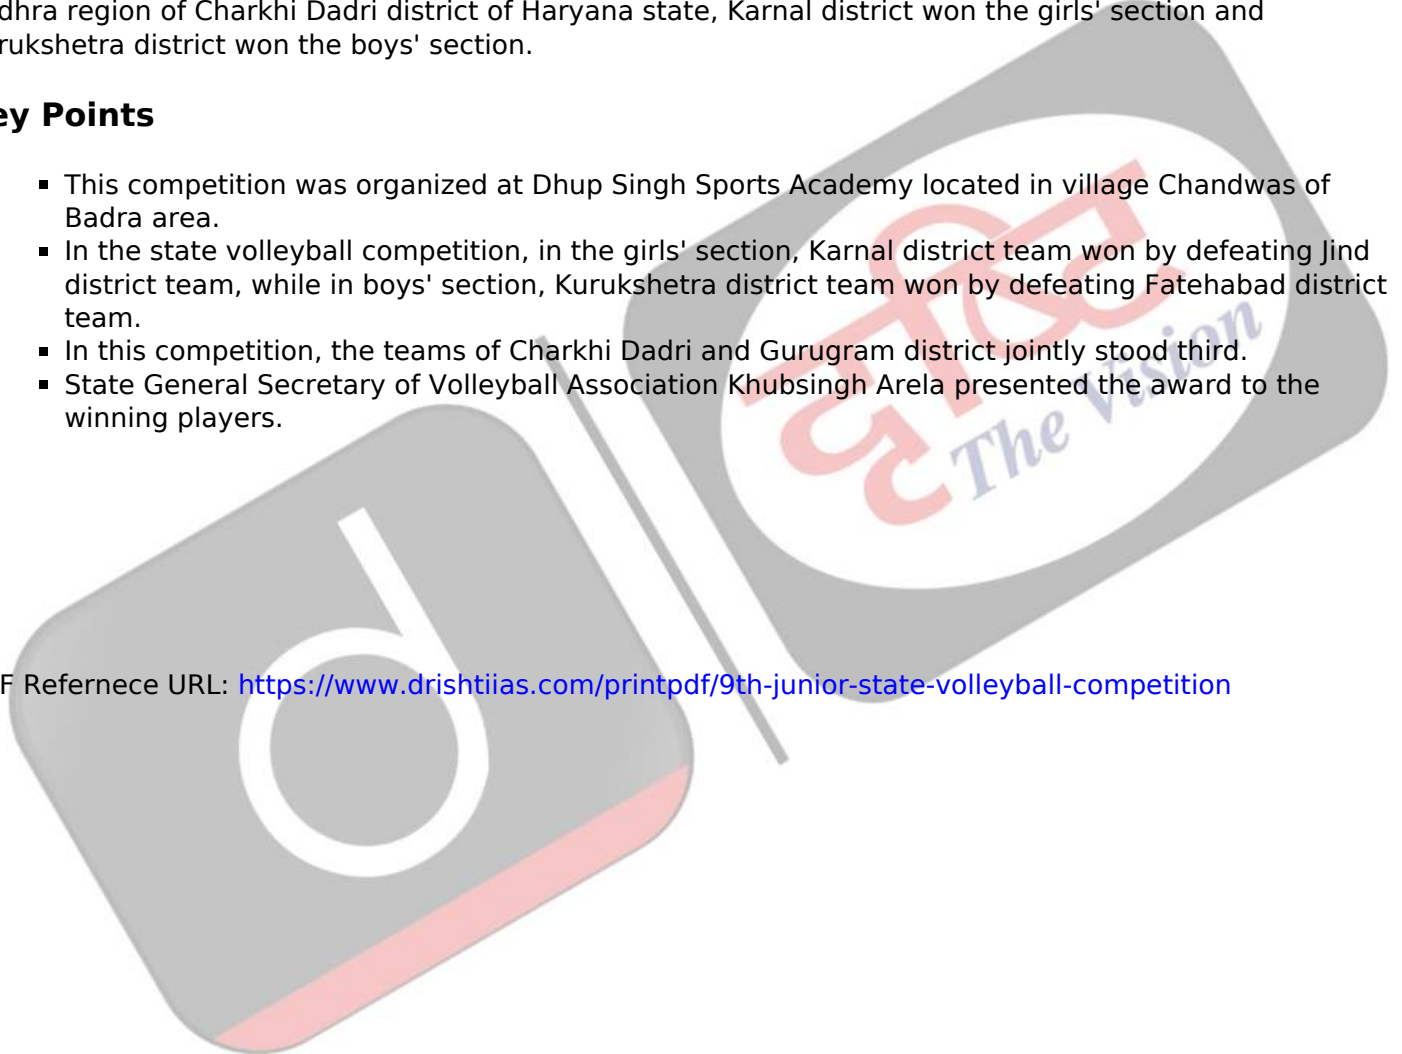 dhra region of Charkhi Dadri district of Haryana state, Karnal district won the girls' section and
rukshetra district won the boys' section.
ey Points
▪ This competition was organized at Dhup Singh Sports Academy located in village Chandwas of
Badra area.
▪ In the state volleyball competition, in the girls' section, Karnal district team won by defeating Jind
district team, while in boys' section, Kurukshetra district team won by defeating Fatehabad district
team.
▪ In this competition, the teams of Charkhi Dadri and Gurugram district jointly stood third.
▪ State General Secretary of Volleyball Association Khubsingh Arela presented the award to the
winning players.
दृष्टि
The Vision
d
F Refernece URL: https://www.drishtiias.com/printpdf/9th-junior-state-volleyball-competition